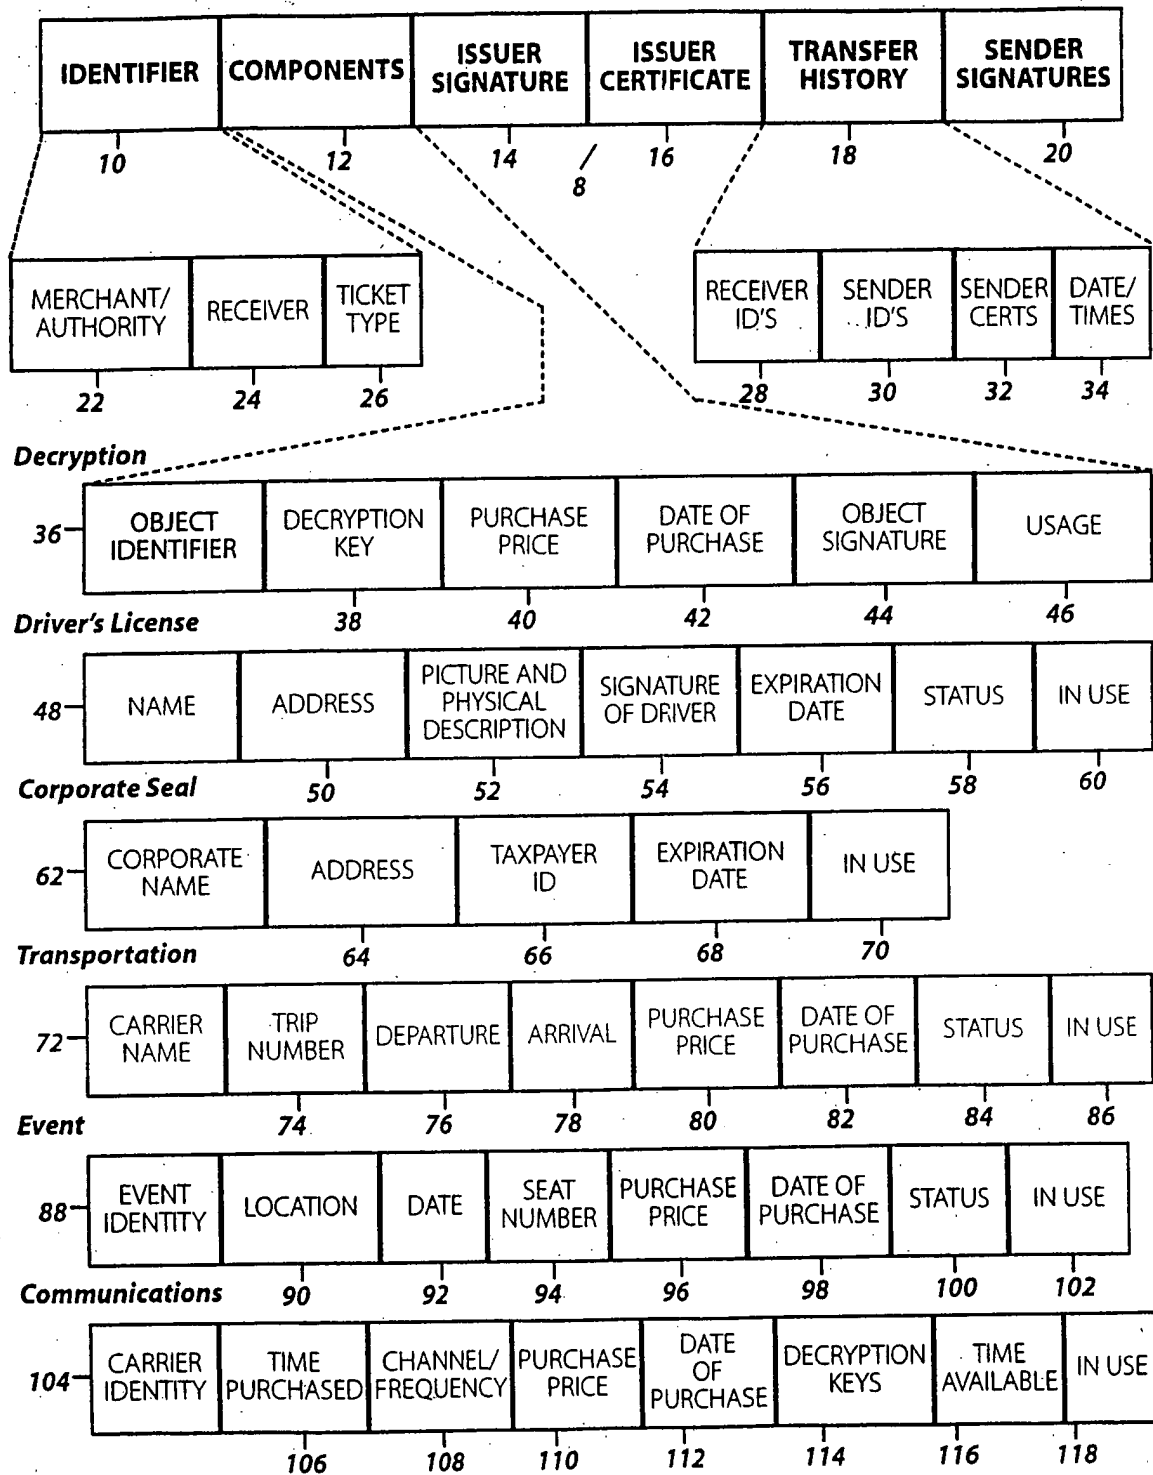 IDENTIFIER
COMPONENTS
ISSUER
SIGNATURE
ISSUER
CERTIFICATE
TRANSFER
HISTORY
SENDER
SIGNATURES
10
12
14
8
16
18
20
MERCHANT/
AUTHORITY
RECEIVER
TICKET
TYPE
RECEIVER
ID'S
SENDER
ID'S
SENDER
CERTS
DATE/
TIMES
22
24
26
28
30
32
34
Decryption
36
OBJECT
IDENTIFIER
DECRYPTION
KEY
PURCHASE
PRICE
DATE OF
PURCHASE
OBJECT
SIGNATURE
USAGE
38
40
42
44
46
Driver's License
48
NAME
ADDRESS
PICTURE AND
PHYSICAL
DESCRIPTION
SIGNATURE
OF DRIVER
EXPIRATION
DATE
STATUS
IN USE
50
52
54
56
58
60
Corporate Seal
62
CORPORATE
NAME
ADDRESS
TAXPAYER
ID
EXPIRATION
DATE
IN USE
64
66
68
70
Transportation
72
CARRIER
NAME
TRIP
NUMBER
DEPARTURE
ARRIVAL
PURCHASE
PRICE
DATE OF
PURCHASE
STATUS
IN USE
74
76
78
80
82
84
86
Event
88
EVENT
IDENTITY
LOCATION
DATE
SEAT
NUMBER
PURCHASE
PRICE
DATE OF
PURCHASE
STATUS
IN USE
90
92
94
96
98
100
102
Communications
104
CARRIER
IDENTITY
TIME
PURCHASED
CHANNEL/
FREQUENCY
PURCHASE
PRICE
DATE
OF
PURCHASE
DECRYPTION
KEYS
TIME
AVAILABLE
IN USE
106
108
110
112
114
116
118